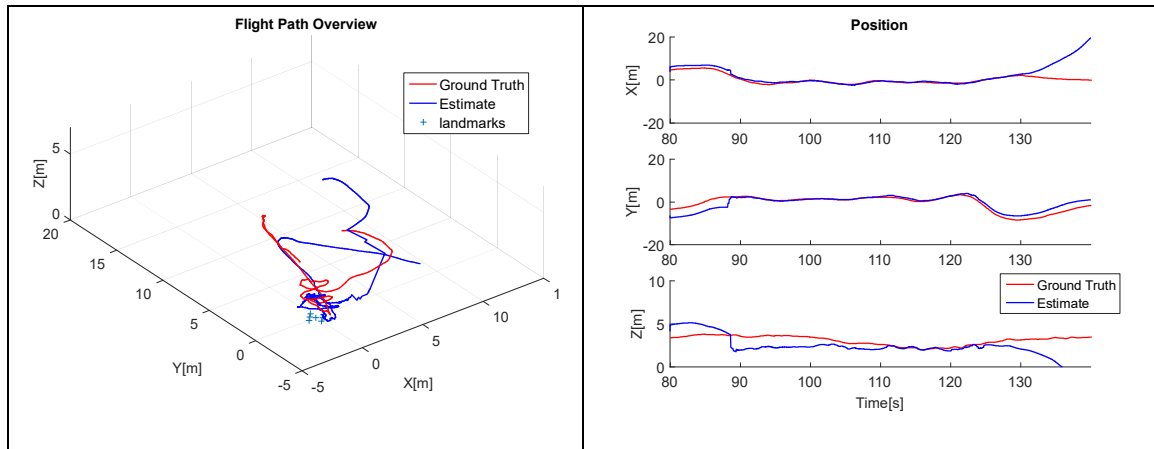 Flight Path Overview
Ground Truth
Estimate
landmarks
5
0
Z[m]
20
15
10
5
0
-5
Y[m]
-5
0
5
10
1
X[m]
Position
20
0
-20
X[m]
80 90 100 110 120 130
20
0
-20
Y[m]
80 90 100 110 120 130
Ground Truth
Estimate
10
5
0
Z[m]
80 90 100 110 120 130
Time[s]